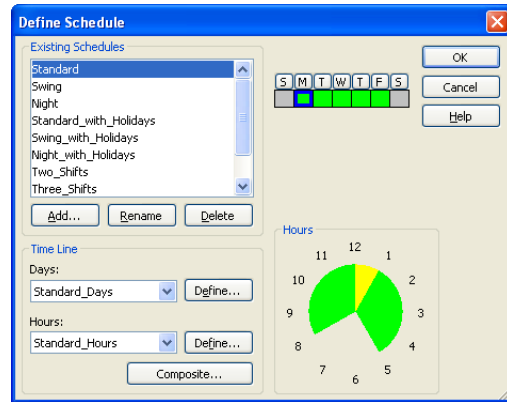 Define Schedule
Existing Schedules
Standard
Swing
Night
Standard_with_Holidays
Swing_with_Holidays
Night_with_Holidays
Two_Shifts
Three_Shifts
Add...
Rename
Delete
S M T W T F S
OK
Cancel
Help
Time Line
Days:
Standard_Days
Define...
Hours:
Standard_Hours
Define...
Composite...
Hours
12
1
2
3
4
5
6
7
8
9
10
11